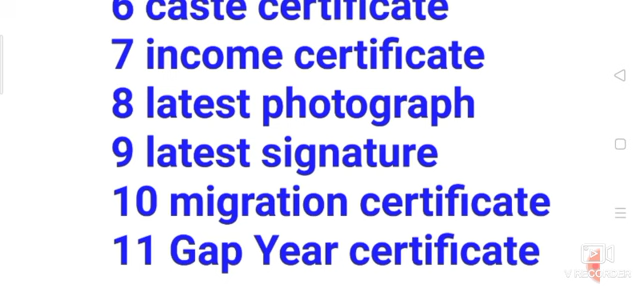 6 caste certificate
7 income certificate
8 latest photograph
9 latest signature
10 migration certificate
11 Gap Year certificate
V RECORDER